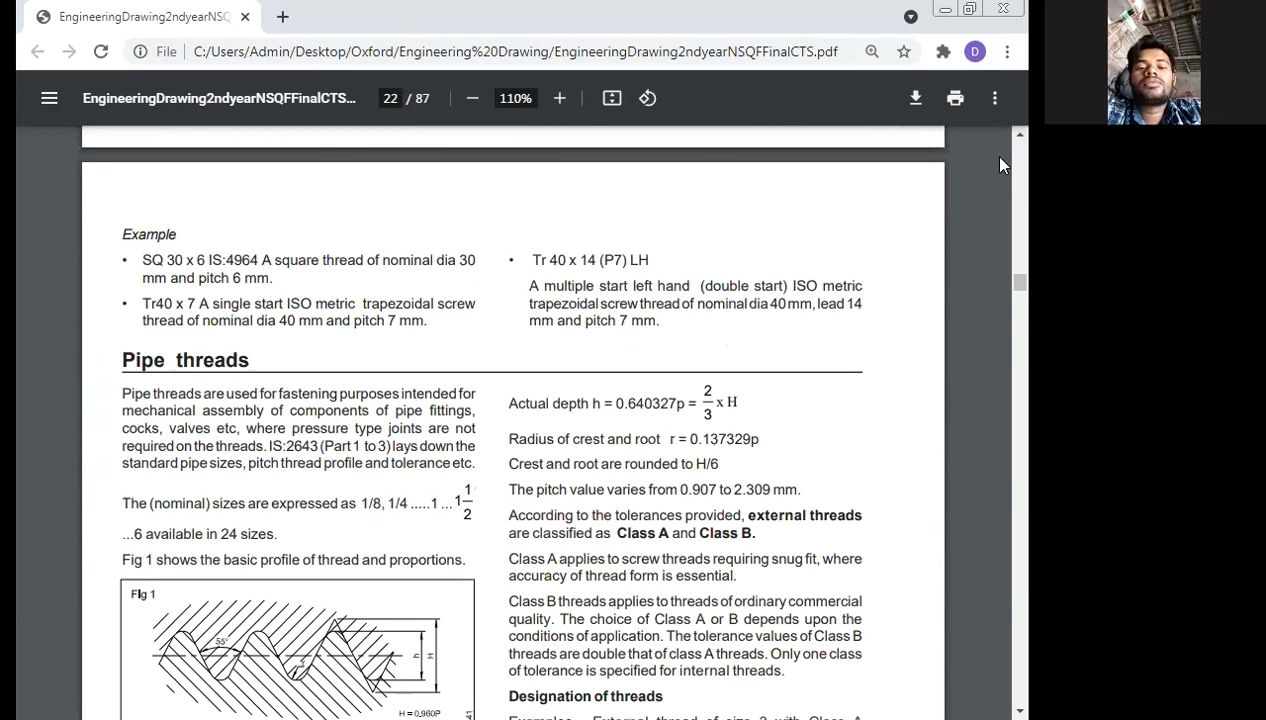 EngineeringDrawing2ndyearNSQ
File C:/Users/Admin/Desktop/Oxford/Engineering%20Drawing/EngineeringDrawing2ndyearNSQFFinalCTS.pdf
D
EngineeringDrawing2ndyearNSQFFinalCTS...
22 / 87
110%
Example
• SQ 30 x 6 IS:4964 A square thread of nominal dia 30
mm and pitch 6 mm.
• Tr40 x 7 A single start ISO metric trapezoidal screw
thread of nominal dia 40 mm and pitch 7 mm.
• Tr 40 x 14 (P7) LH
A multiple start left hand (double start) ISO metric
trapezoidal screw thread of nominal dia 40 mm, lead 14
mm and pitch 7 mm.
Pipe threads
Pipe threads are used for fastening purposes intended for
mechanical assembly of components of pipe fittings,
cocks, valves etc, where pressure type joints are not
required on the threads. IS:2643 (Part 1 to 3) lays down the
standard pipe sizes, pitch thread profile and tolerance etc.
The (nominal) sizes are expressed as 1/8, 1/4 .....1 ... 1 1/2
...6 available in 24 sizes.
Fig 1 shows the basic profile of thread and proportions.
Fig 1
55°
r
h
H
H = 0.960P
Actual depth h = 0.640327p = 2/3 x H
Radius of crest and root r = 0.137329p
Crest and root are rounded to H/6
The pitch value varies from 0.907 to 2.309 mm.
According to the tolerances provided, external threads
are classified as Class A and Class B.
Class A applies to screw threads requiring snug fit, where
accuracy of thread form is essential.
Class B threads applies to threads of ordinary commercial
quality. The choice of Class A or B depends upon the
conditions of application. The tolerance values of Class B
threads are double that of class A threads. Only one class
of tolerance is specified for internal threads.
Designation of threads
Examples - External thread of size 2 with Class A